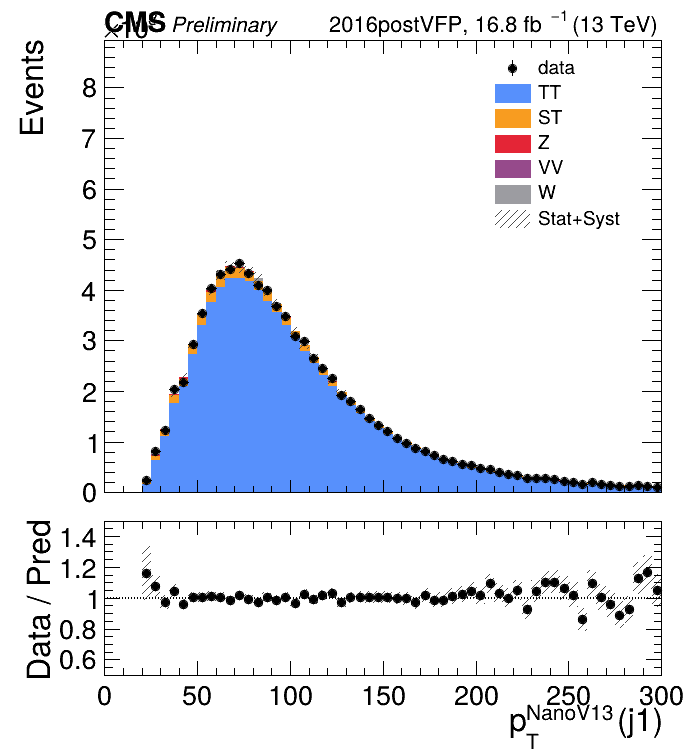 CMS Preliminary 2016postVFP, 16.8 fb⁻¹ (13 TeV)
Events
8
7
6
5
4
3
2
1
0
data
TT
ST
Z
VV
W
Stat+Syst
Data / Pred
1.4
1.2
1
0.8
0.6
0 50 100 150 200 250 300
p_T^NanoV13(j1)